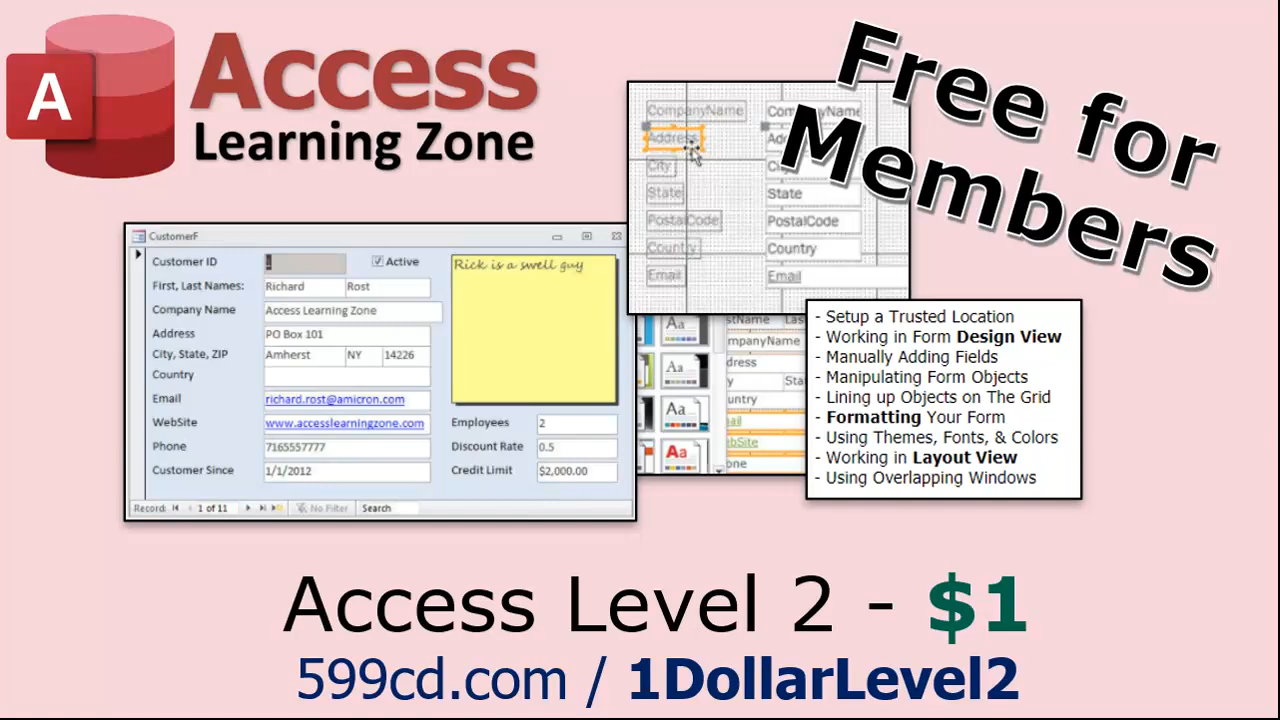 A
Access
Learning Zone
Free for
Members
CompanyName CompanyName
Address
City
State State
PostalCode PostalCode
Country Country
Email Email
CustomerF
Customer ID Active
First, Last Names: Richard Rost
Company Name Access Learning Zone
Address PO Box 101
City, State, ZIP Amherst NY 14226
Country
Email richard.rost@amicron.com
WebSite www.accesslearningzone.com
Phone 7165557777
Customer Since 1/1/2012
Rick is a swell guy
Employees 2
Discount Rate 0.5
Credit Limit $2,000.00
Record: 1 of 11 No Filter Search
Aa
Aa
Aa
Aa
- Setup a Trusted Location
- Working in Form Design View
- Manually Adding Fields
- Manipulating Form Objects
- Lining up Objects on The Grid
- Formatting Your Form
- Using Themes, Fonts, & Colors
- Working in Layout View
- Using Overlapping Windows
Access Level 2 - $1
599cd.com / 1DollarLevel2